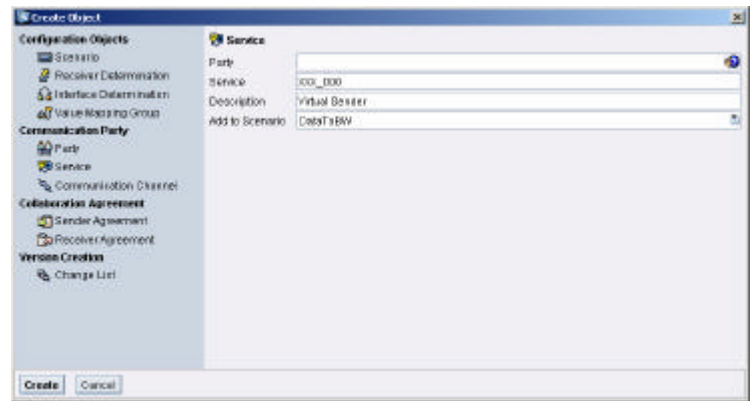 Create Object
Configuration Objects
Scenario
Receiver Determination
Interface Determination
Value Mapping Group
Communication Party
Party
Service
Communication Channel
Collaboration Agreement
Sender Agreement
Receiver Agreement
Version Creation
Change List
Service
Party
Service XXX_000
Description Virtual Sender
Add to Scenario DataToBW
Create Cancel